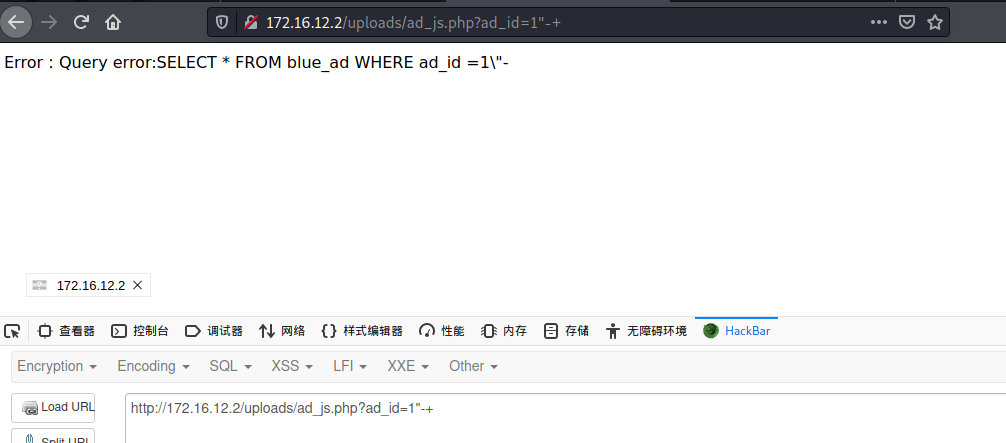 172.16.12.2/uploads/ad_js.php?ad_id=1"-+
Error : Query error:SELECT * FROM blue_ad WHERE ad_id =1\"-
172.16.12.2
查看器 控制台 调试器 网络 样式编辑器 性能 内存 存储 无障碍环境 HackBar
Encryption Encoding SQL XSS LFI XXE Other
Load URL http://172.16.12.2/uploads/ad_js.php?ad_id=1"-+
Split URL